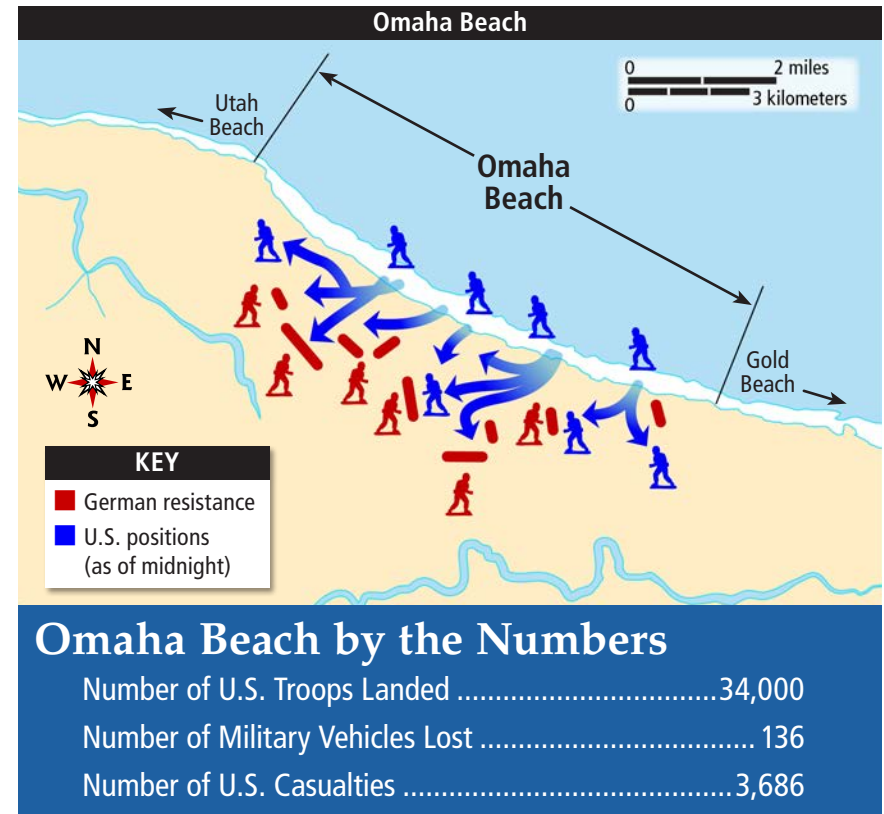 Omaha Beach
0 2 miles
0 3 kilometers
Utah
Beach
Omaha
Beach
Gold
Beach
N
W E
S
KEY
German resistance
U.S. positions
(as of midnight)
Omaha Beach by the Numbers
Number of U.S. Troops Landed ..................................34,000
Number of Military Vehicles Lost .................................... 136
Number of U.S. Casualties ...........................................3,686